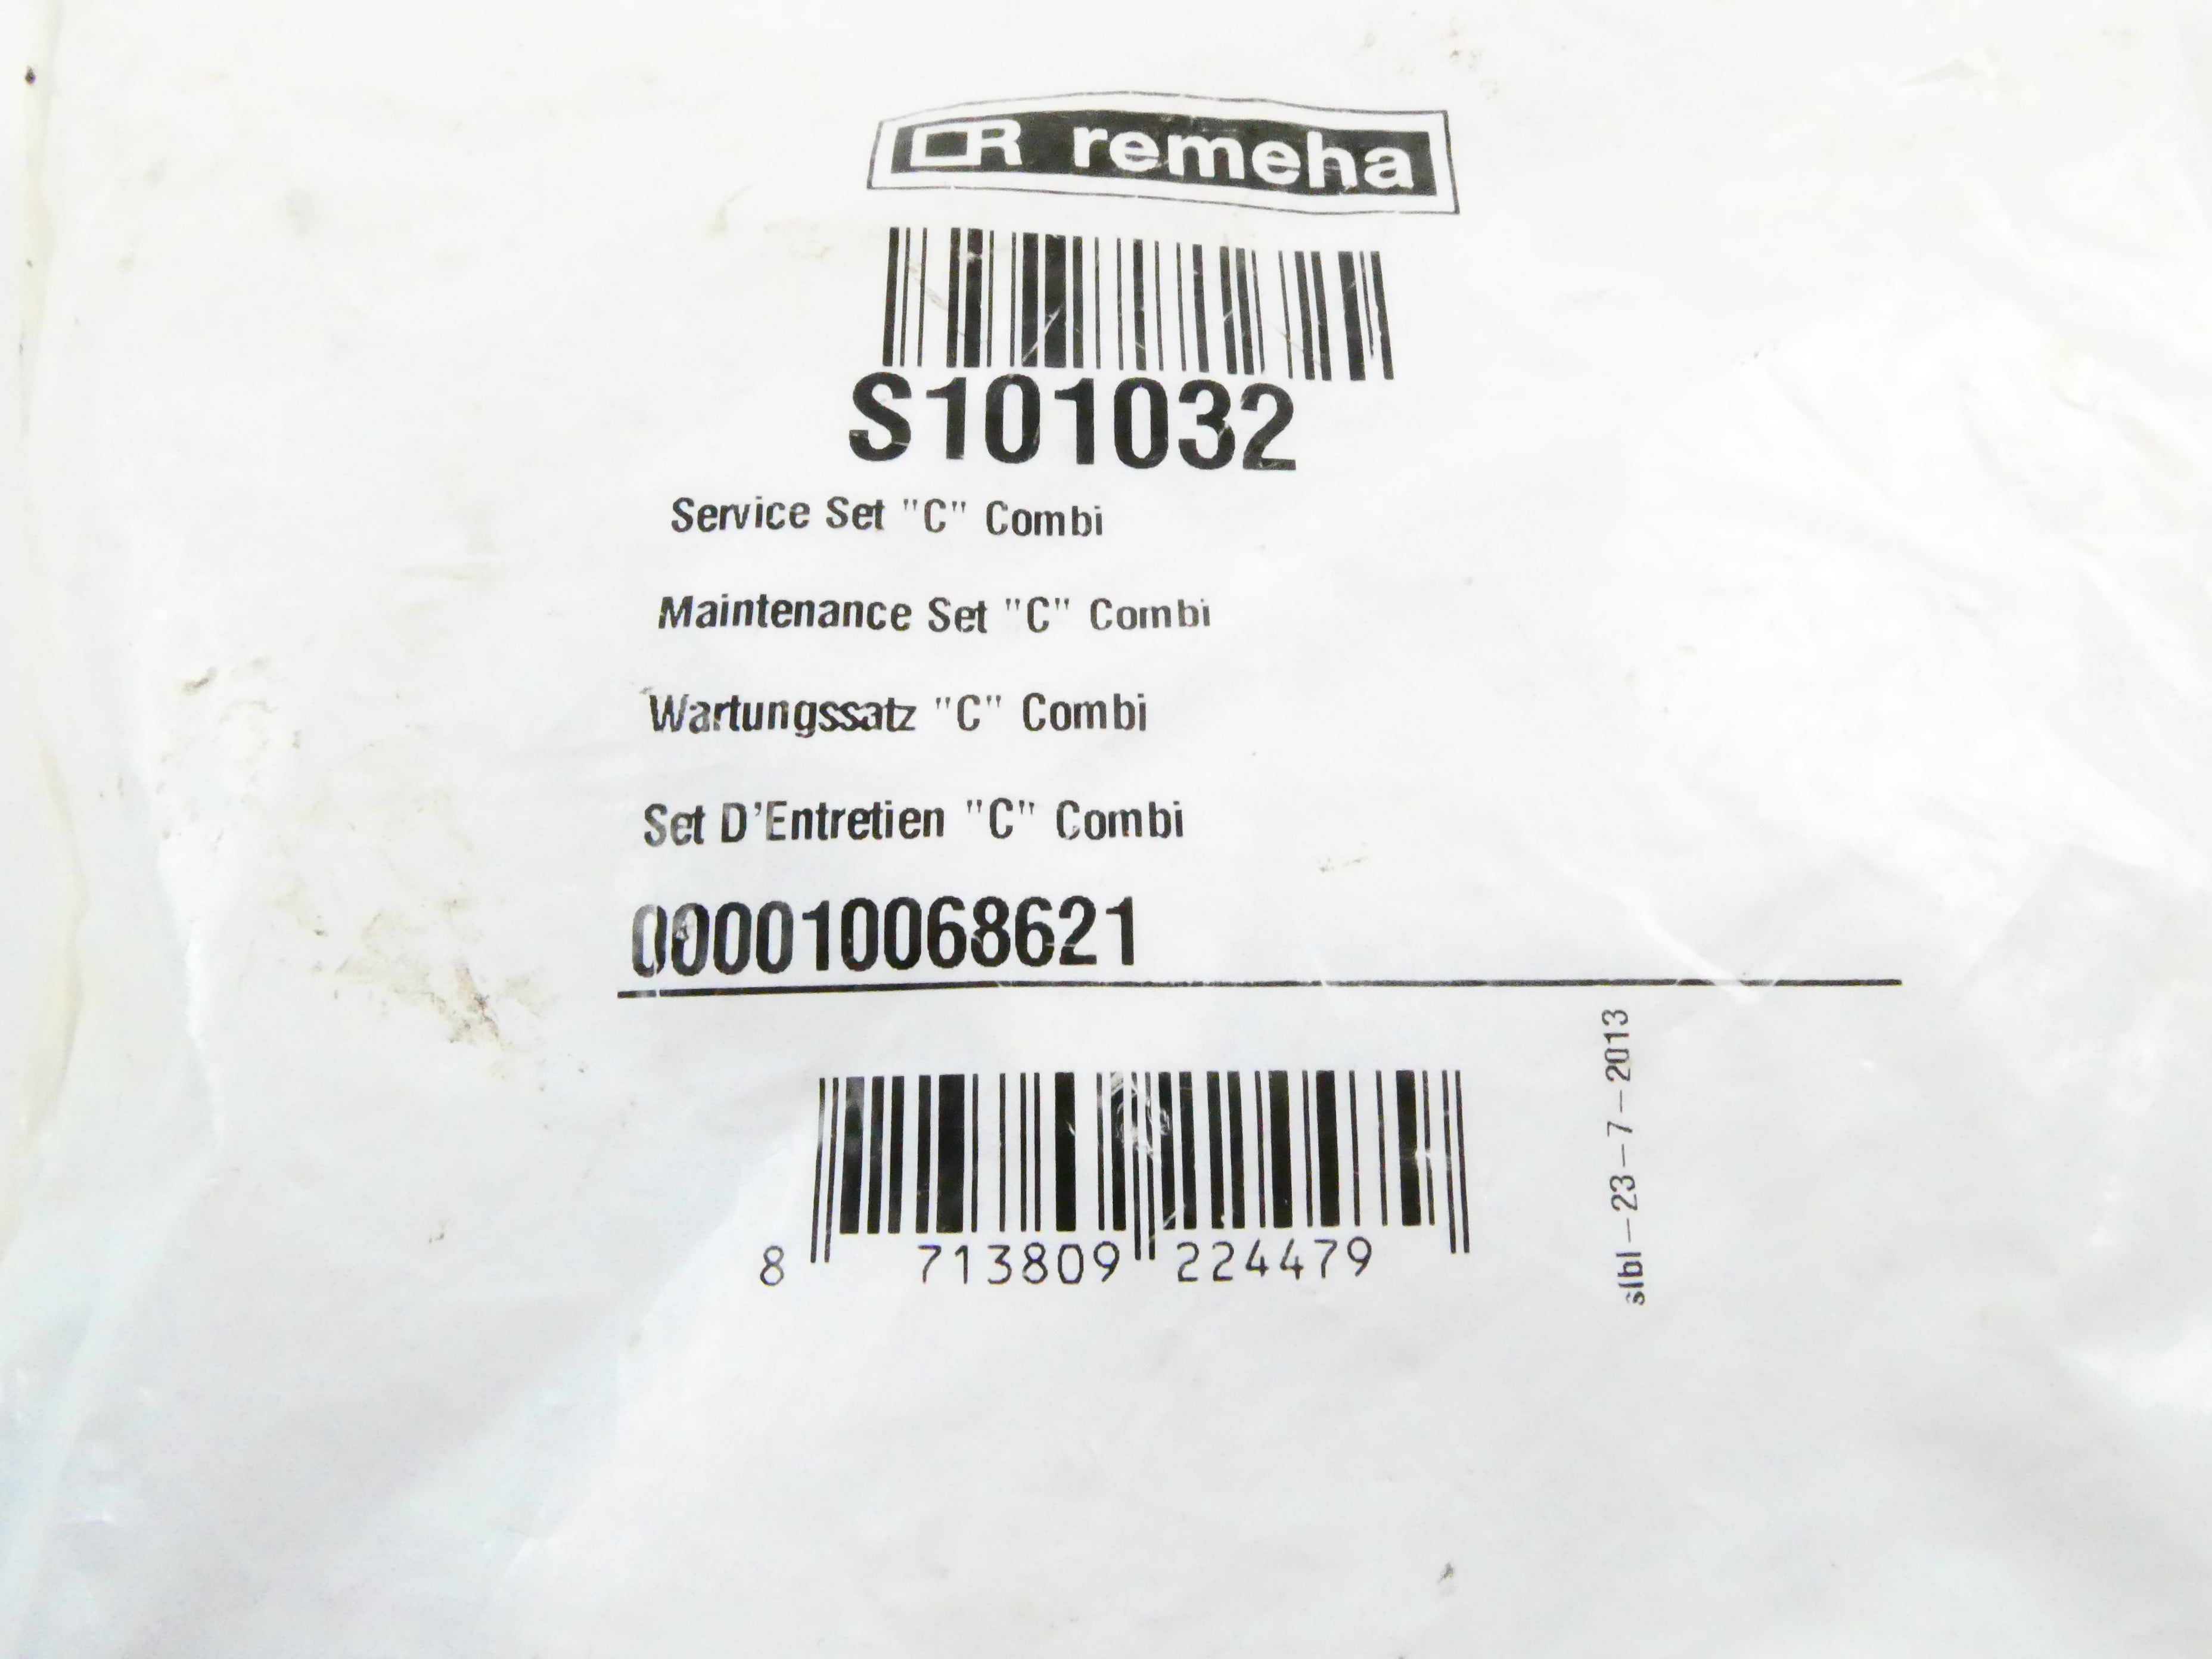 CR remeha
S101032
Service Set "C" Combi
Maintenance Set "C" Combi
Wartungssatz "C" Combi
Set D'Entretien "C" Combi
000010068621
8 713809 224479
slbl-23-7-2013